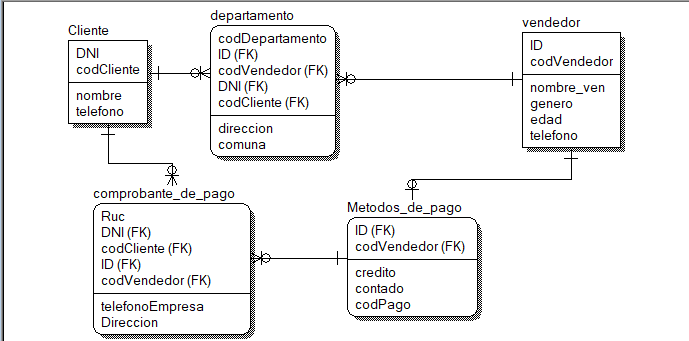 Cliente
DNI
codCliente
nombre
telefono
departamento
codDepartamento
ID (FK)
codVendedor (FK)
DNI (FK)
codCliente (FK)
direccion
comuna
vendedor
ID
codVendedor
nombre_ven
genero
edad
telefono
comprobante_de_pago
Ruc
DNI (FK)
codCliente (FK)
ID (FK)
codVendedor (FK)
telefonoEmpresa
Direccion
Metodos_de_pago
ID (FK)
codVendedor (FK)
credito
contado
codPago